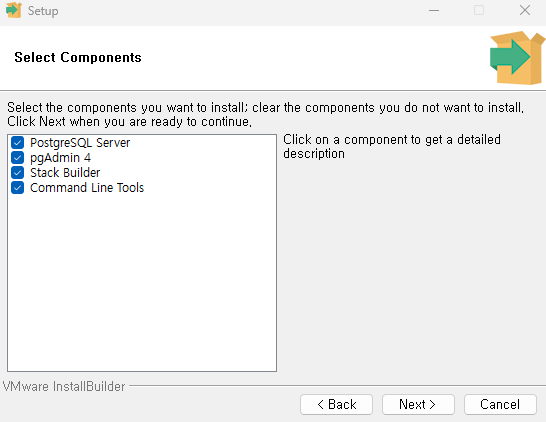 Setup
Select Components
Select the components you want to install; clear the components you do not want to install.
Click Next when you are ready to continue.
PostgreSQL Server
pgAdmin 4
Stack Builder
Command Line Tools
Click on a component to get a detailed
description
VMware InstallBuilder
< Back
Next >
Cancel